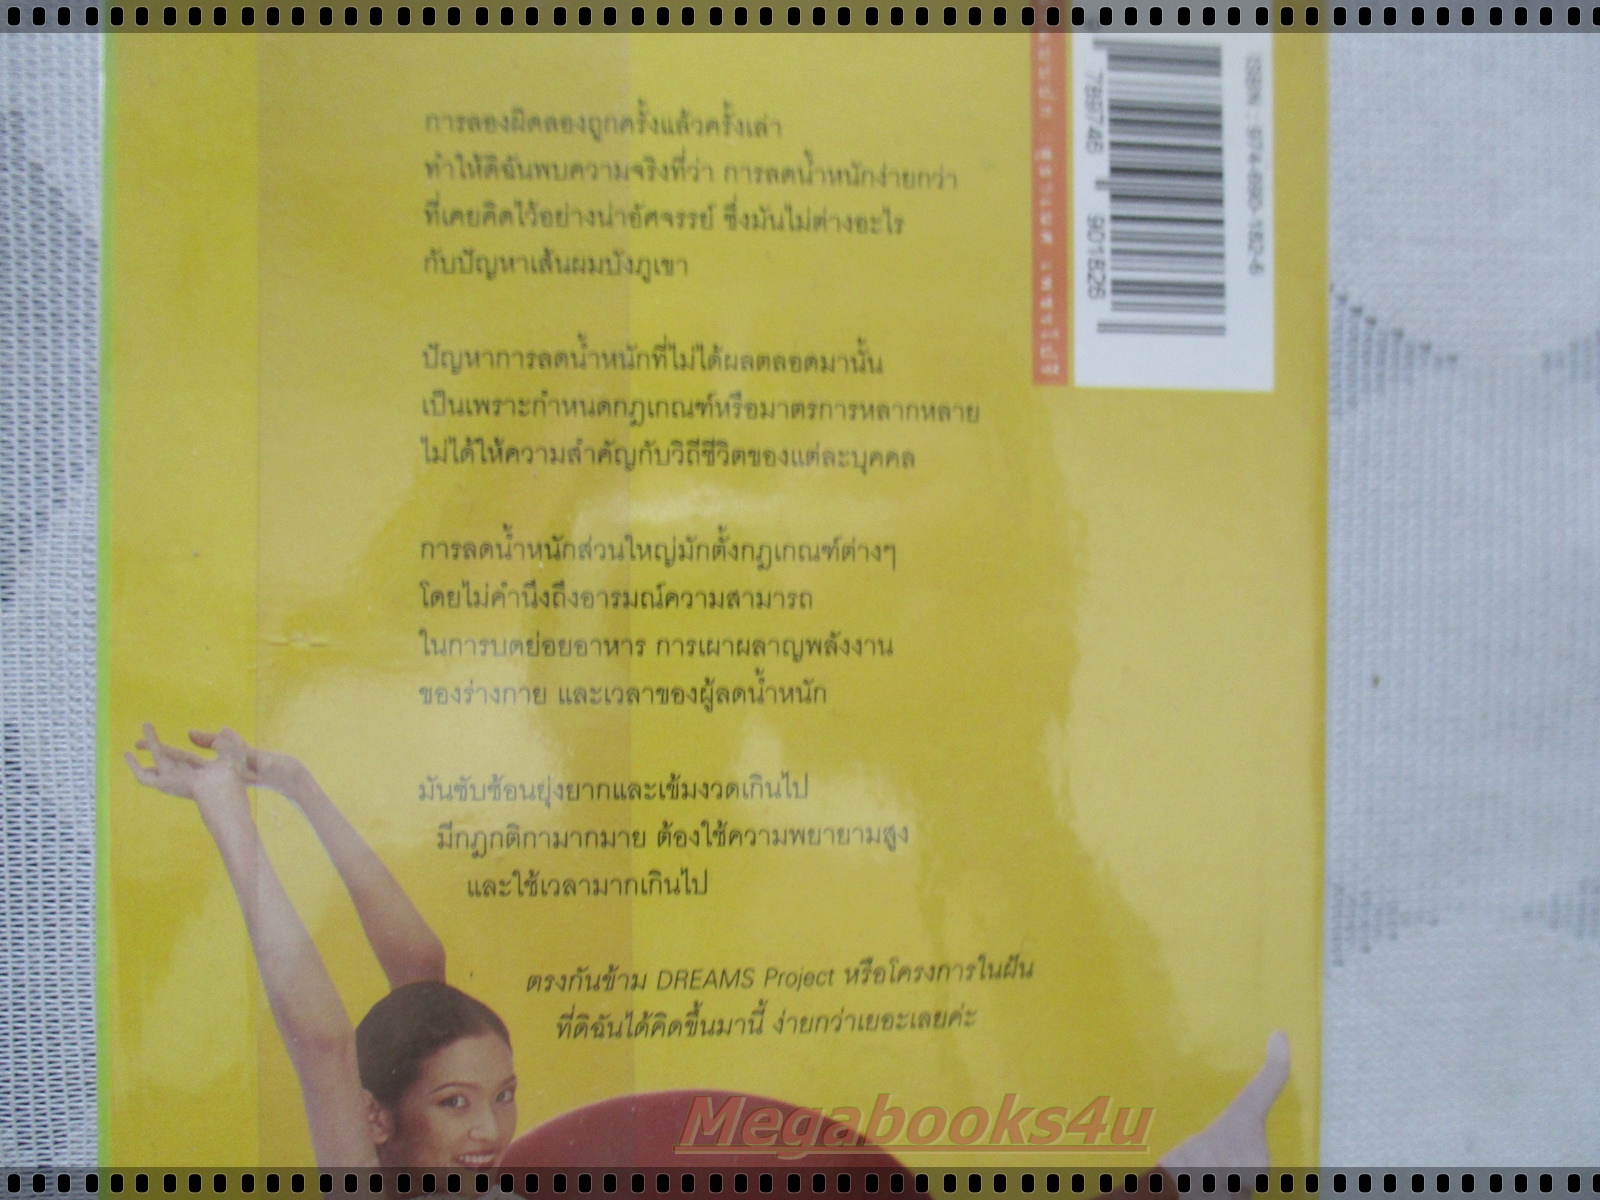 การลองผิดลองถูกครั้งแล้วครั้งเล่า
ทำให้ดิฉันพบความจริงที่ว่า การลดน้ำหนักง่ายกว่า
ที่เคยคิดไว้อย่างน่าอัศจรรย์ ซึ่งมันไม่ต่างอะไร
กับปัญหาเส้นผมบังภูเขา
ปัญหาการลดน้ำหนักที่ไม่ได้ผลตลอดมานั้น
เป็นเพราะกำหนดกฎเกณฑ์หรือมาตรการหลากหลาย
ไม่ได้ให้ความสำคัญกับวิถีชีวิตของแต่ละบุคคล
การลดน้ำหนักส่วนใหญ่มักตั้งกฎเกณฑ์ต่างๆ
โดยไม่คำนึงถึงอารมณ์ความสามารถ
ในการบดย่อยอาหาร การเผาผลาญพลังงาน
ของร่างกาย และเวลาของผู้ลดน้ำหนัก
มันซับซ้อนยุ่งยากและเข้มงวดเกินไป
มีกฎกติกามากมาย ต้องใช้ความพยายามสูง
และใช้เวลามากเกินไป
ตรงกันข้าม DREAMS Project หรือโครงการในฝัน
ที่ดิฉันได้คิดขึ้นมานี้ ง่ายกว่าเยอะเลยค่ะ
ISBN : 974-690-182-6
789746 901826
Megabooks4u